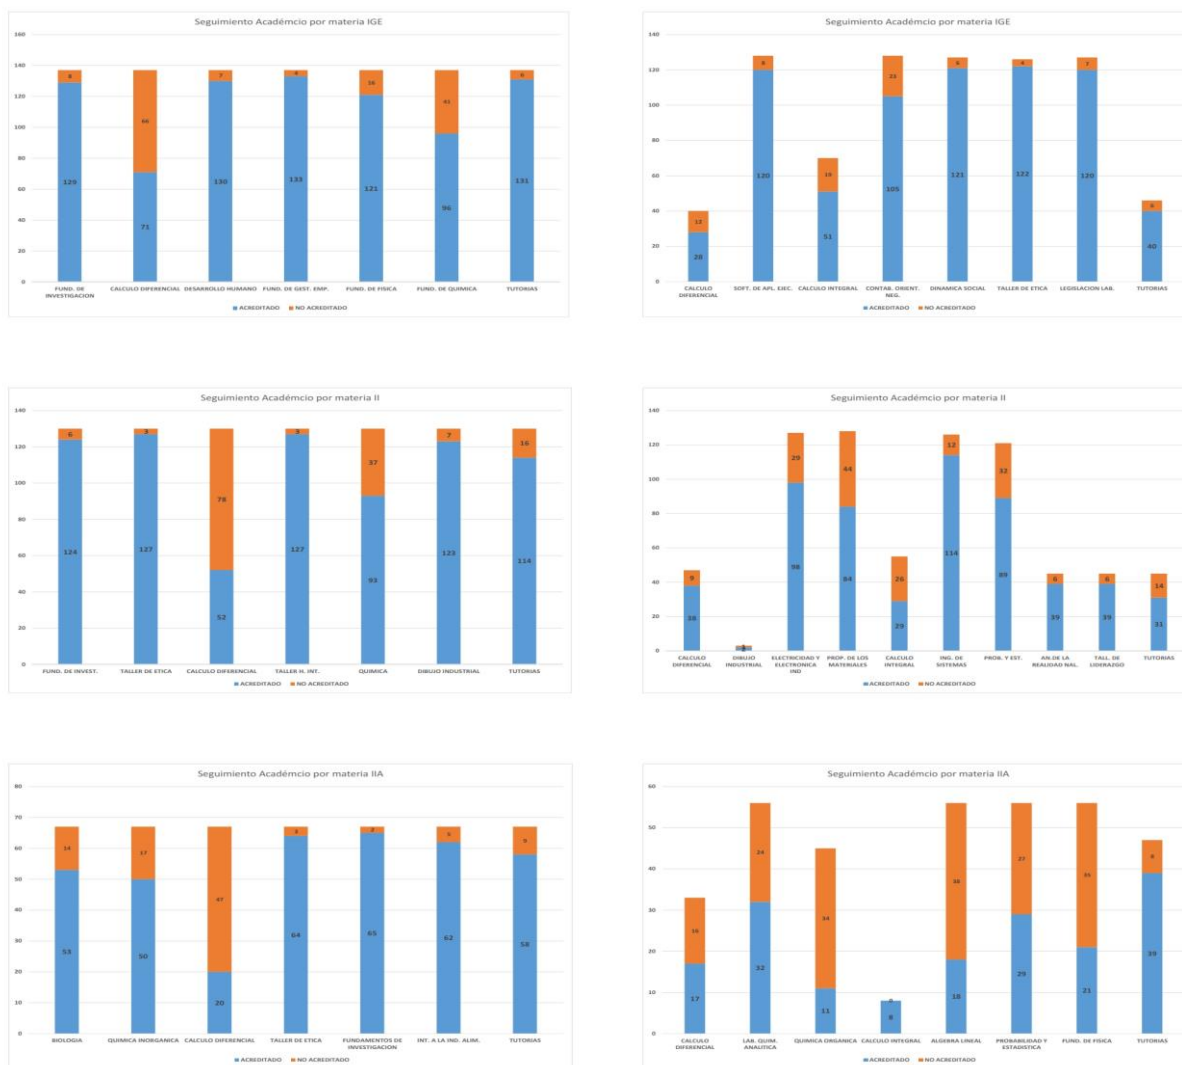 Seguimiento Académcio por materia IGE
160
140
120
100
80
60
40
20
0
8 66 7 4 16 41 6
129 71 130 133 121 96 131
FUND. DE INVESTIGACION CALCULO DIFERENCIAL DESARROLLO HUMANO FUND. DE GEST. EMP. FUND. DE FISICA FUND. DE QUIMICA TUTORIAS
ACREDITADO NO ACREDITADO
Seguimiento Académcio por materia IGE
140
120
100
80
60
40
20
0
12 8 19 23 6 4 7 6
28 120 51 105 121 122 120 40
CALCULO DIFERENCIAL SOFT. DE APL. EJEC. CALCULO INTEGRAL CONTAB. ORIENT. NEG. DINAMICA SOCIAL TALLER DE ETICA LEGISLACION LAB. TUTORIAS
ACREDITADO NO ACREDITADO
Seguimiento Académcio por materia II
140
120
100
80
60
40
20
0
6 3 78 3 37 7 16
124 127 52 127 93 123 114
FUND. DE INVEST. TALLER DE ETICA CALCULO DIFERENCIAL TALLER H. INT. QUIMICA DIBUJO INDUSTRIAL TUTORIAS
ACREDITADO NO ACREDITADO
Seguimiento Académcio por materia II
140
120
100
80
60
40
20
0
9 29 44 26 12 32 6 6 14
38 98 84 29 114 89 39 39 31
CALCULO DIFERENCIAL DIBUJO INDUSTRIAL ELECTRICIDAD Y ELECTRONICA IND PROP. DE LOS MATERIALES CALCULO INTEGRAL ING. DE SISTEMAS PROB. Y EST. AN.DE LA REALIDAD NAL. TALL. DE LIDERAZGO TUTORIAS
ACREDITADO NO ACREDITADO
Seguimiento Académcio por materia IIA
80
70
60
50
40
30
20
10
0
14 17 47 3 2 5 9
53 50 20 64 65 62 58
BIOLOGIA QUIMICA INORGANICA CALCULO DIFERENCIAL TALLER DE ETICA FUNDAMENTOS DE INVESTIGACION INT. A LA IND. ALIM. TUTORIAS
ACREDITADO NO ACREDITADO
Seguimiento Académcio por materia IIA
60
50
40
30
20
10
0
16 24 34 0 38 27 35 8
17 32 11 8 18 29 21 39
CALCULO DIFERENCIAL LAB. QUIM. ANALITICA QUIMICA ORGANICA CALCULO INTEGRAL ALGEBRA LINEAL PROBABILIDAD Y ESTADISTICA FUND. DE FISICA TUTORIAS
ACREDITADO NO ACREDITADO